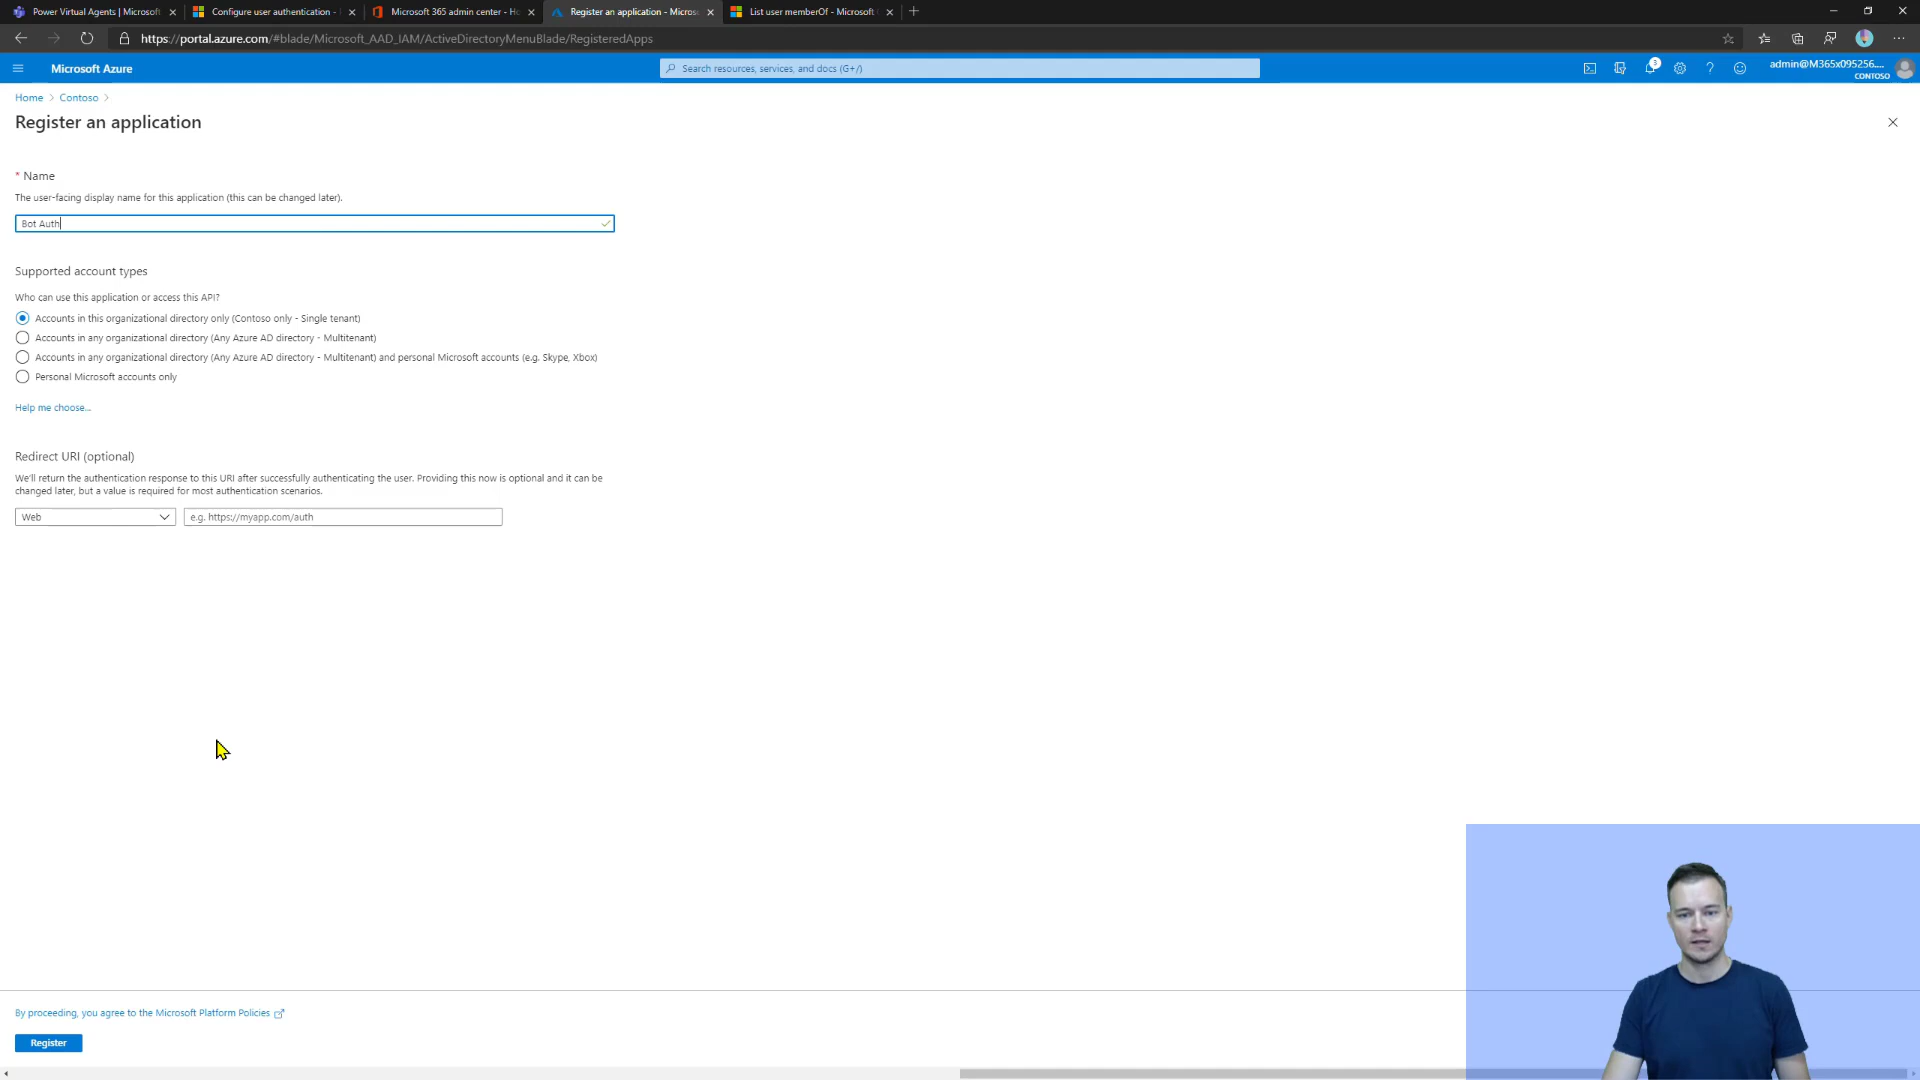 Power Virtual Agents | Microsoft
Configure user authentication -
Microsoft 365 admin center - Ho
Register an application - Micros
List user memberOf - Microsoft
https://portal.azure.com/#blade/Microsoft_AAD_IAM/ActiveDirectoryMenuBlade/RegisteredApps
Microsoft Azure
Search resources, services, and docs (G+/)
3
admin@M365x095256....
CONTOSO
Home > Contoso >
Register an application
* Name
The user-facing display name for this application (this can be changed later).
Bot Auth
Supported account types
Who can use this application or access this API?
Accounts in this organizational directory only (Contoso only - Single tenant)
Accounts in any organizational directory (Any Azure AD directory - Multitenant)
Accounts in any organizational directory (Any Azure AD directory - Multitenant) and personal Microsoft accounts (e.g. Skype, Xbox)
Personal Microsoft accounts only
Help me choose...
Redirect URI (optional)
We'll return the authentication response to this URI after successfully authenticating the user. Providing this now is optional and it can be
changed later, but a value is required for most authentication scenarios.
Web
e.g. https://myapp.com/auth
By proceeding, you agree to the Microsoft Platform Policies
Register